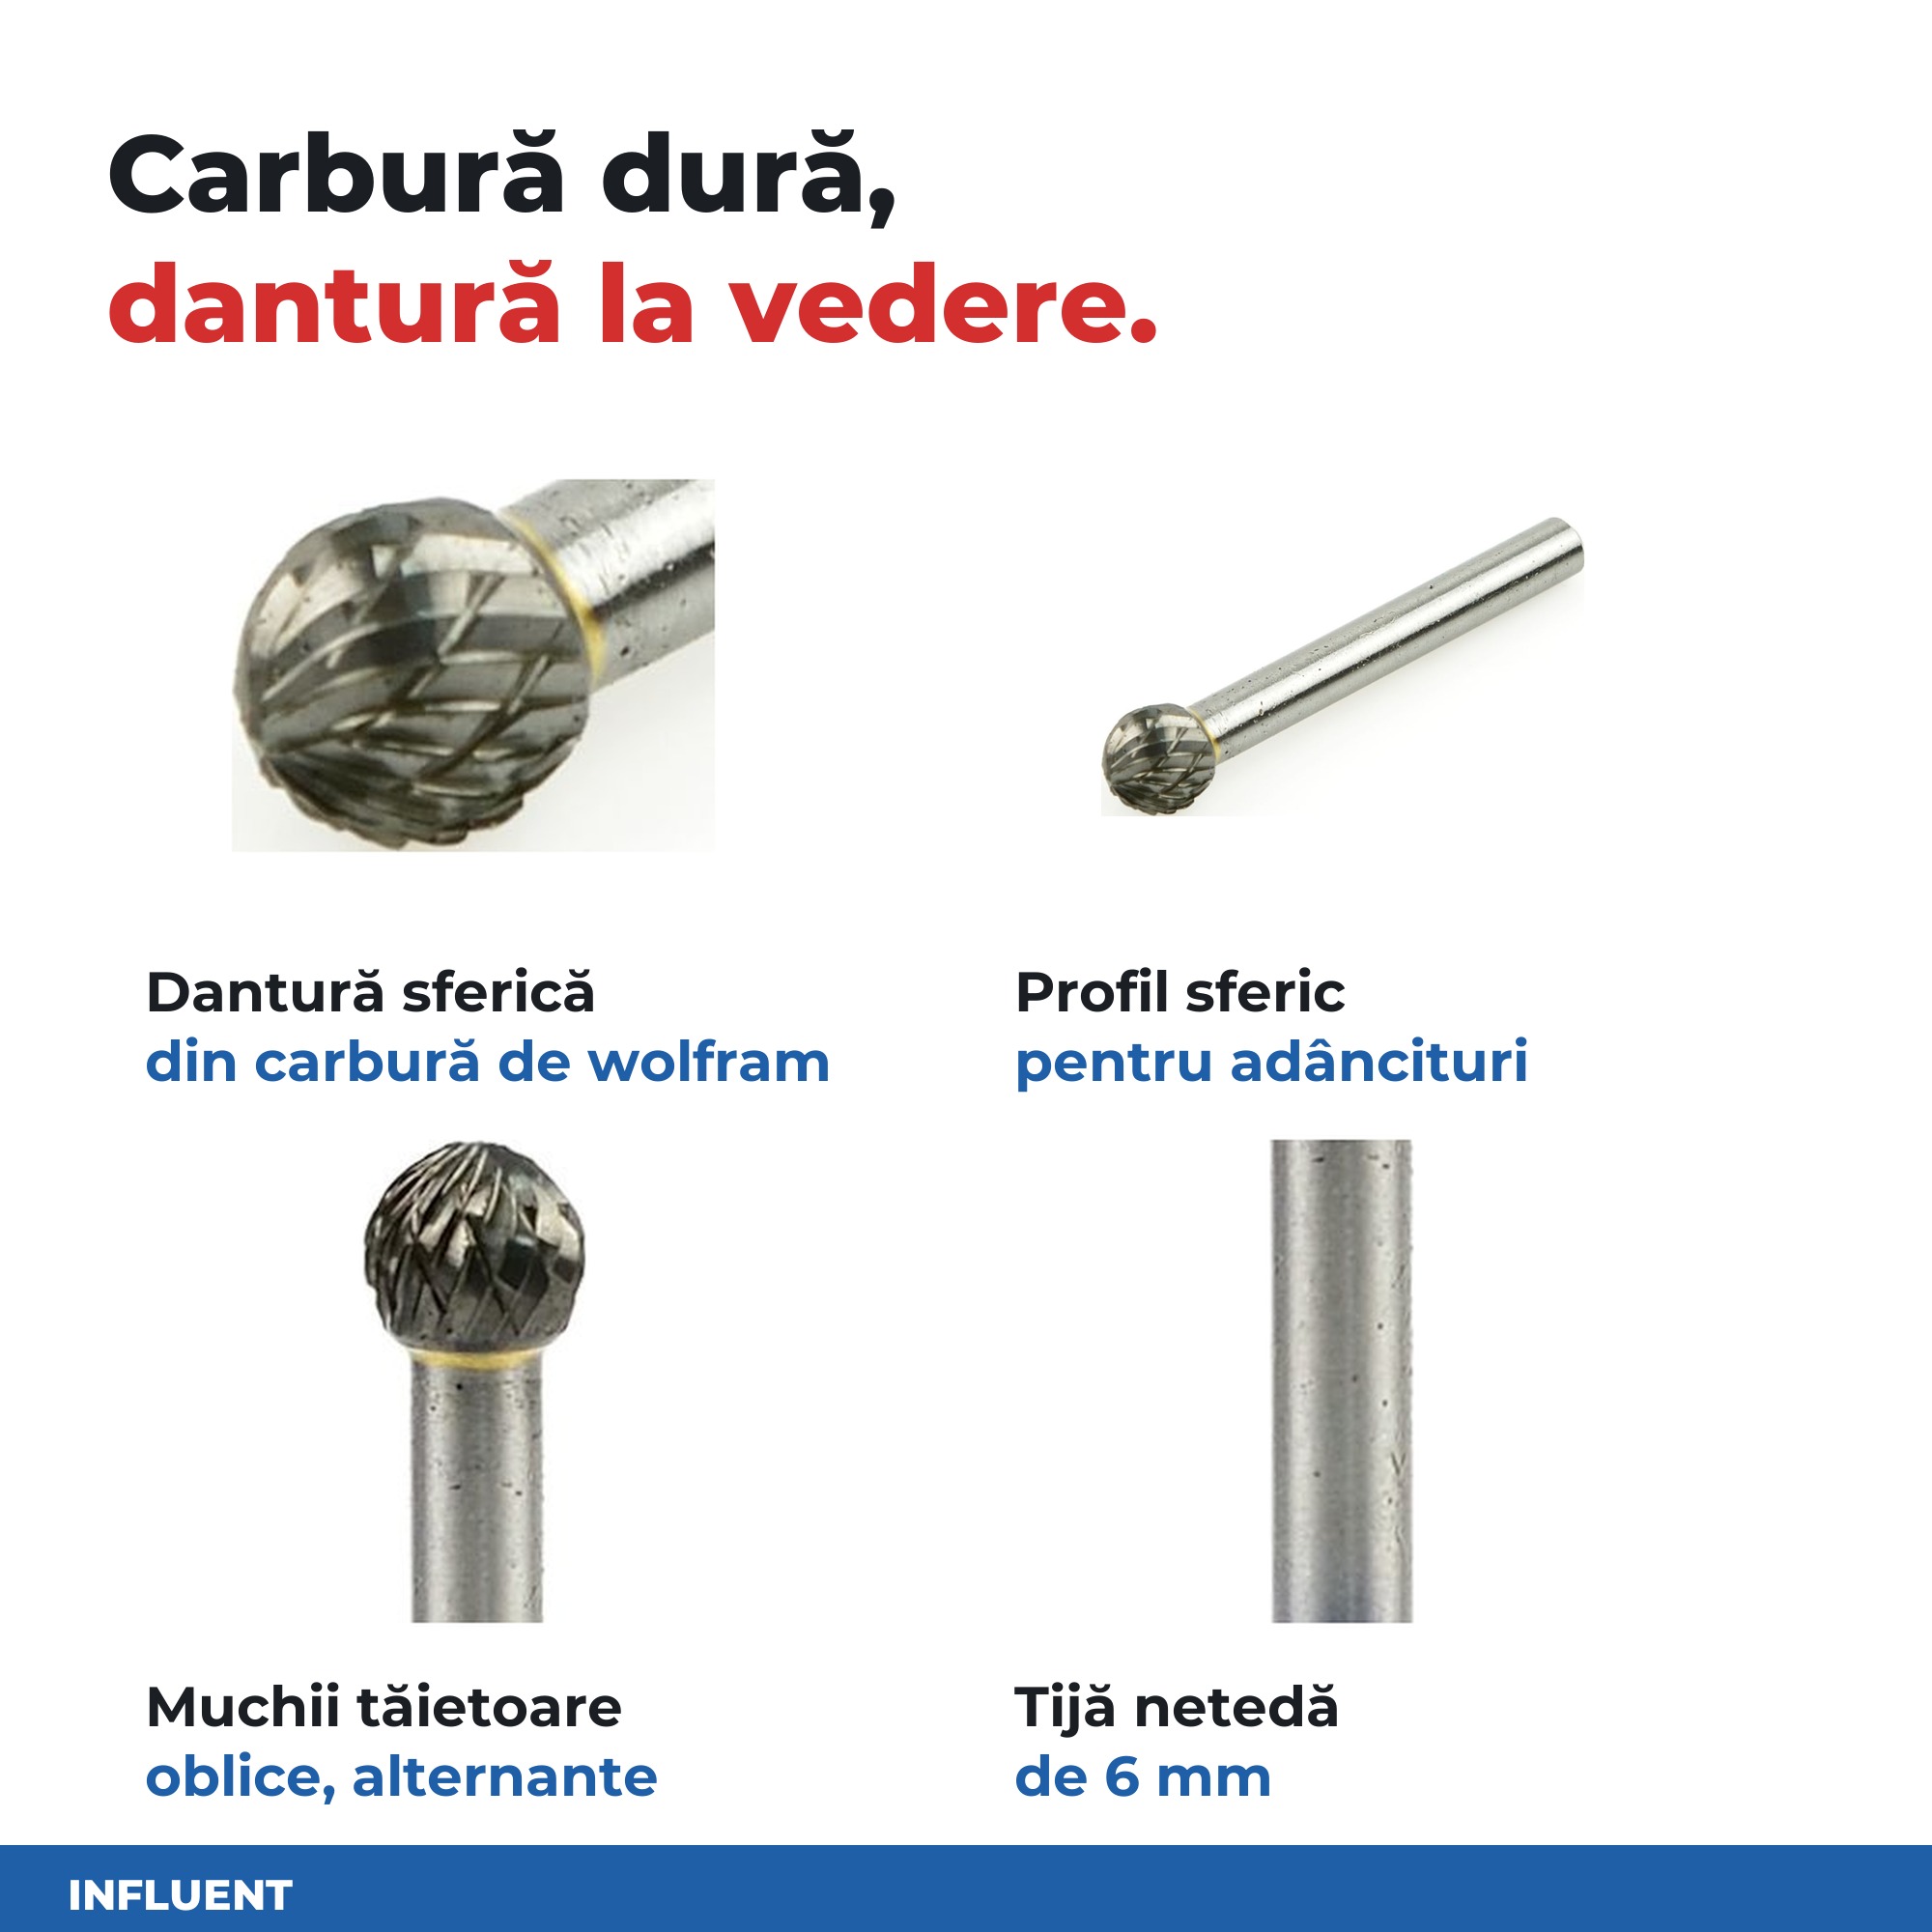 Carbură dură,
dantură la vedere.
Dantură sferică
din carbură de wolfram
Profil sferic
pentru adâncituri
Muchii tăietoare
oblice, alternante
Tijă netedă
de 6 mm
INFLUENT